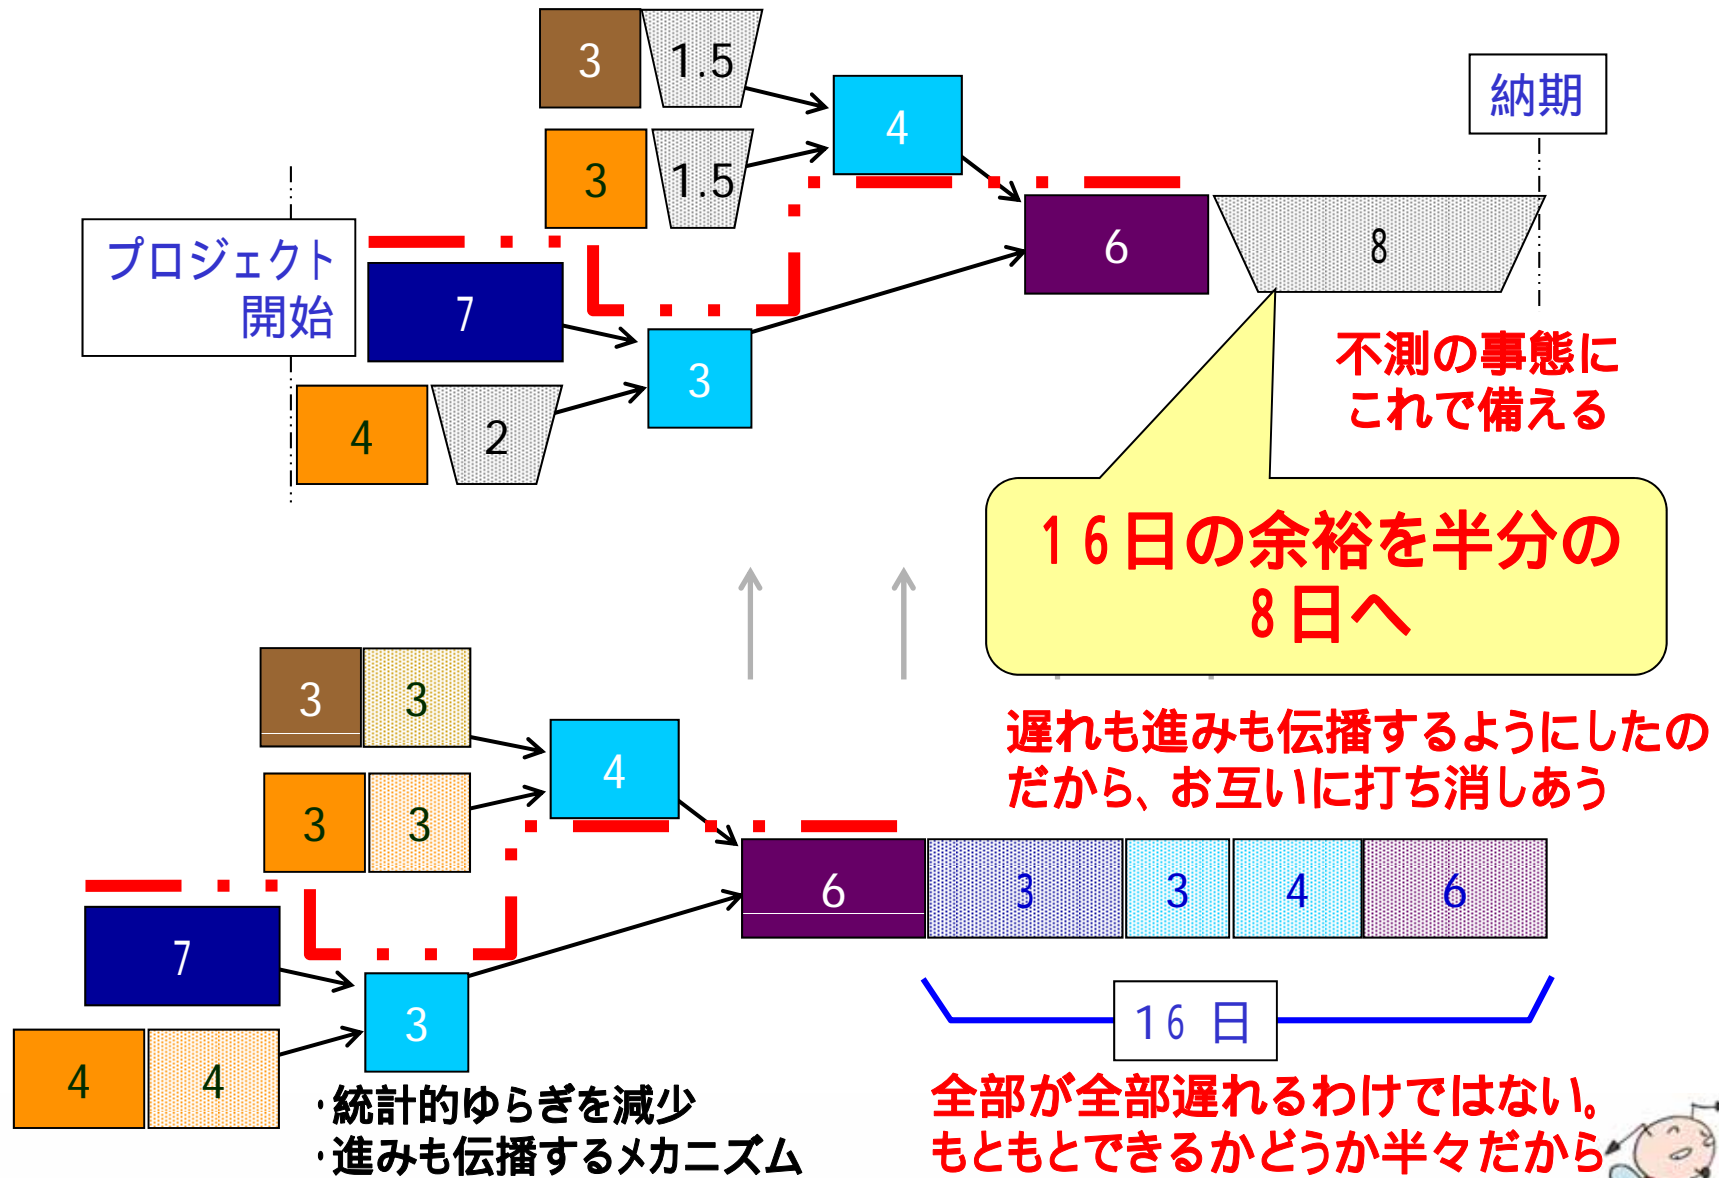 3
1.5
4
納期
3
1.5
6
8
プロジェクト
開始
7
3
不測の事態に
これで備える
4
2
16日の余裕を半分の
8日へ
3
3
4
遅れも進みも伝播するようにしたの
だから、お互いに打ち消しあう
3
3
6
3
3
4
6
7
3
16 日
4
4
・統計的ゆらぎを減少
・進みも伝播するメカニズム
全部が全部遅れるわけではない。
もともとできるかどうか半々だから